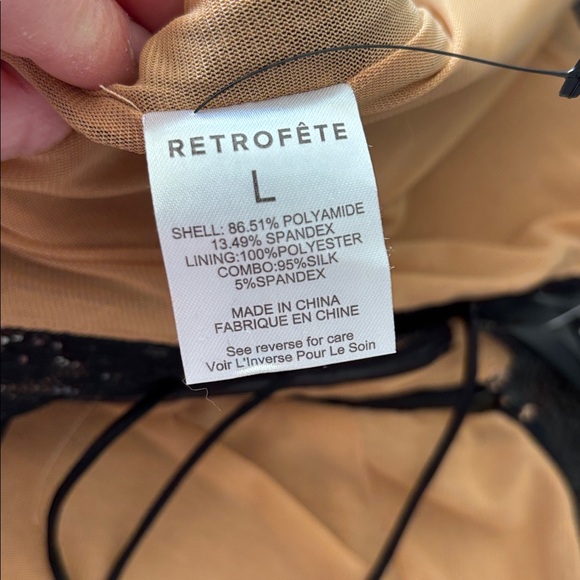 RETROFÊTE
L
SHELL: 86.51% POLYAMIDE
13.49% SPANDEX
LINING:100%POLYESTER
COMBO:95%SILK
5%SPANDEX
MADE IN CHINA
FABRIQUE EN CHINE
See reverse for care
Voir L'Inverse Pour Le Soin